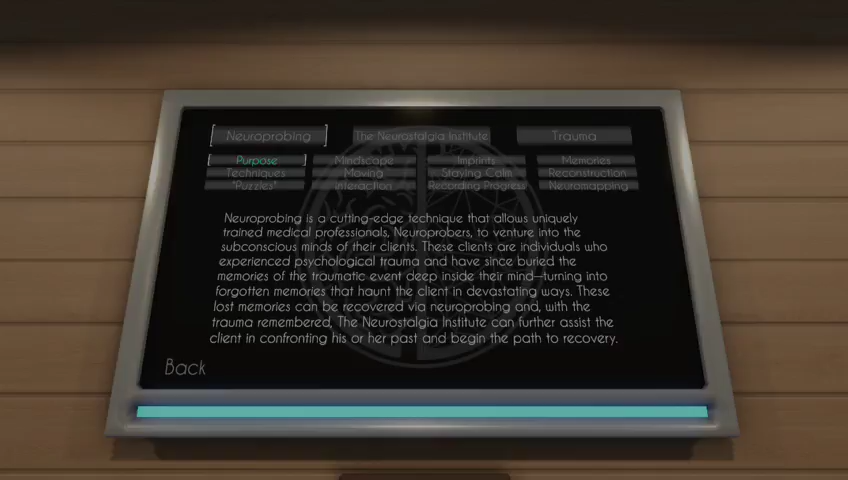 Neuroprobing The Neurostalgia Institute Trauma
Purpose Mindscape Imprints Memories
Techniques Moving Staying Calm Reconstruction
"Puzzles" Interaction Recording Progress Neuromapping
Neuroprobing is a cutting-edge technique that allows uniquely
trained medical professionals, Neuroprobers, to venture into the
subconscious minds of their clients. These clients are individuals who
experienced psychological trauma and have since buried the
memories of the traumatic event deep inside their mind—turning into
forgotten memories that haunt the client in devastating ways. These
lost memories can be recovered via neuroprobing and, with the
trauma remembered, The Neurostalgia Institute can further assist the
client in confronting his or her past and begin the path to recovery.
Back